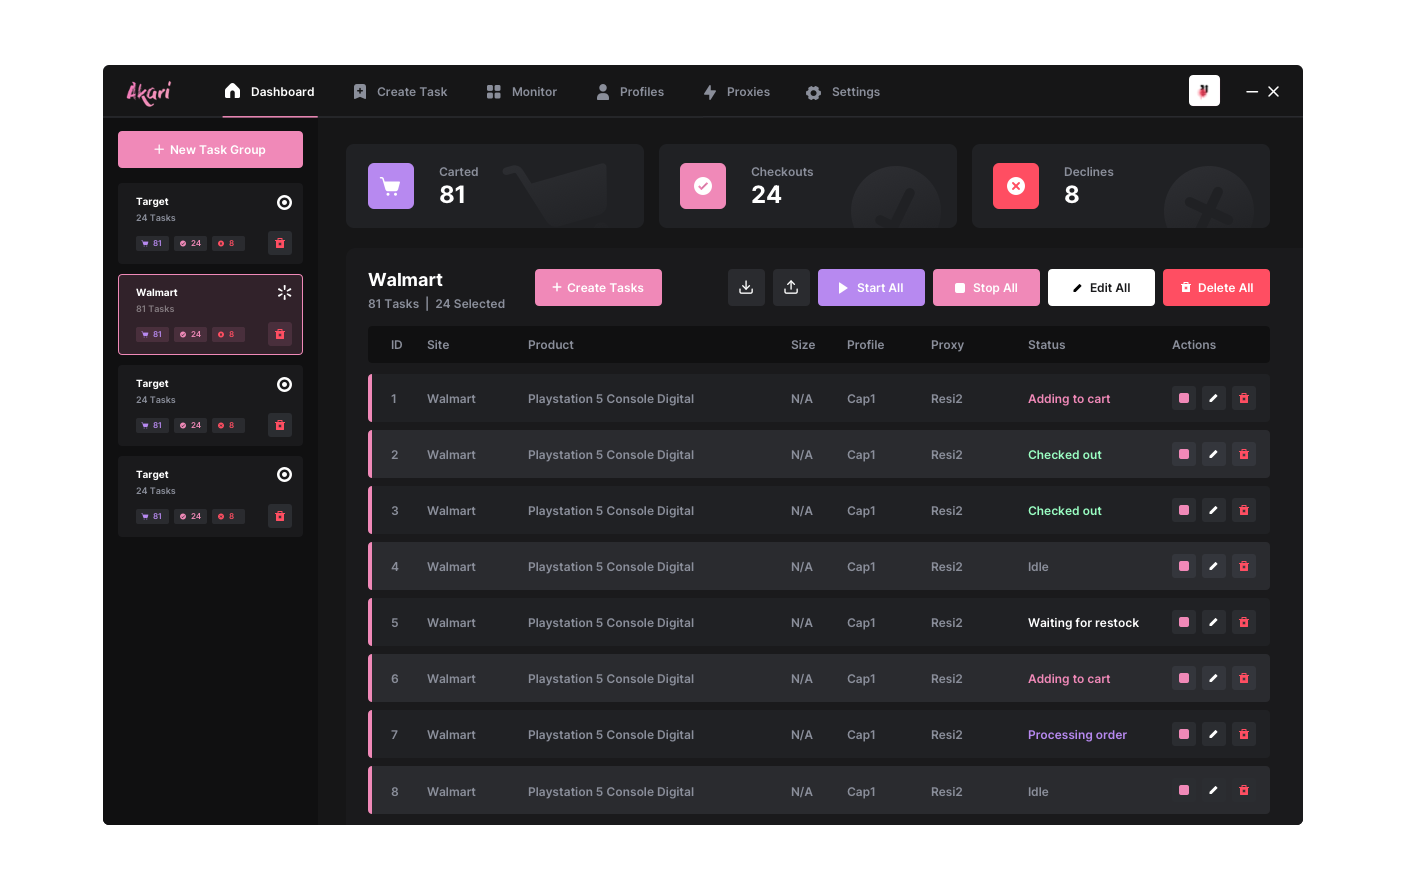 Akari
Dashboard
Create Task
Monitor
Profiles
Proxies
Settings
+ New Task Group
Target
24 Tasks
81 24 8
Walmart
81 Tasks
81 24 8
Target
24 Tasks
81 24 8
Target
24 Tasks
81 24 8
Carted
81
Checkouts
24
Declines
8
Walmart
81 Tasks | 24 Selected
+ Create Tasks
Start All
Stop All
Edit All
Delete All
ID Site Product Size Profile Proxy Status Actions
1 Walmart Playstation 5 Console Digital N/A Cap1 Resi2 Adding to cart
2 Walmart Playstation 5 Console Digital N/A Cap1 Resi2 Checked out
3 Walmart Playstation 5 Console Digital N/A Cap1 Resi2 Checked out
4 Walmart Playstation 5 Console Digital N/A Cap1 Resi2 Idle
5 Walmart Playstation 5 Console Digital N/A Cap1 Resi2 Waiting for restock
6 Walmart Playstation 5 Console Digital N/A Cap1 Resi2 Adding to cart
7 Walmart Playstation 5 Console Digital N/A Cap1 Resi2 Processing order
8 Walmart Playstation 5 Console Digital N/A Cap1 Resi2 Idle